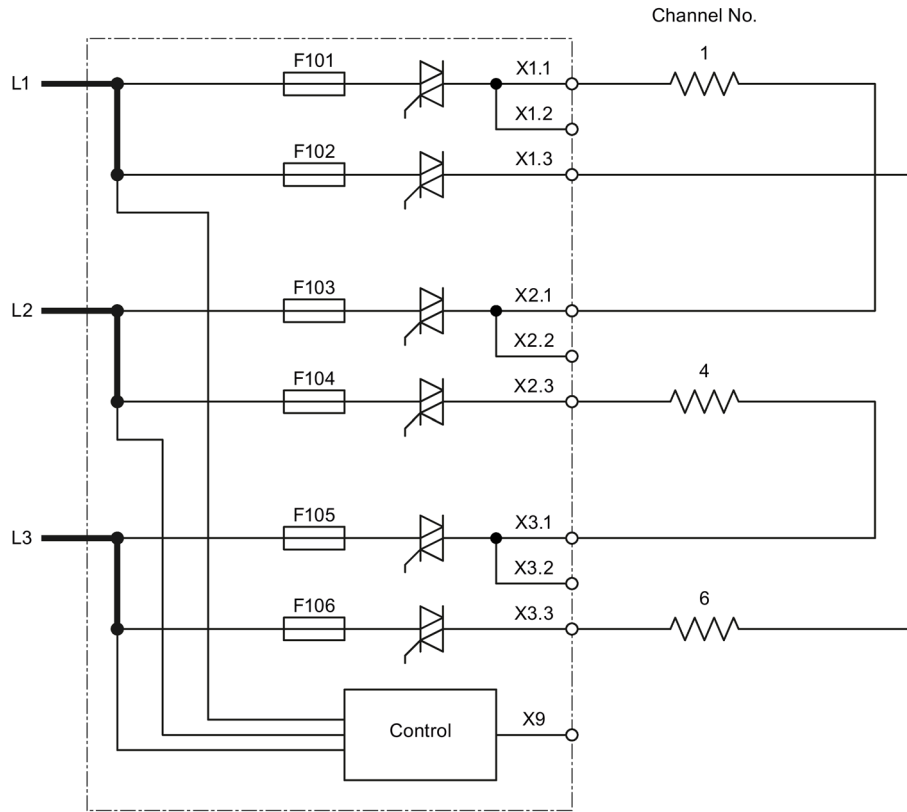 Channel No.
L1
F101
X1.1
1
X1.2
F102
X1.3
L2
F103
X2.1
X2.2
F104
X2.3
4
L3
F105
X3.1
X3.2
F106
X3.3
6
Control
X9